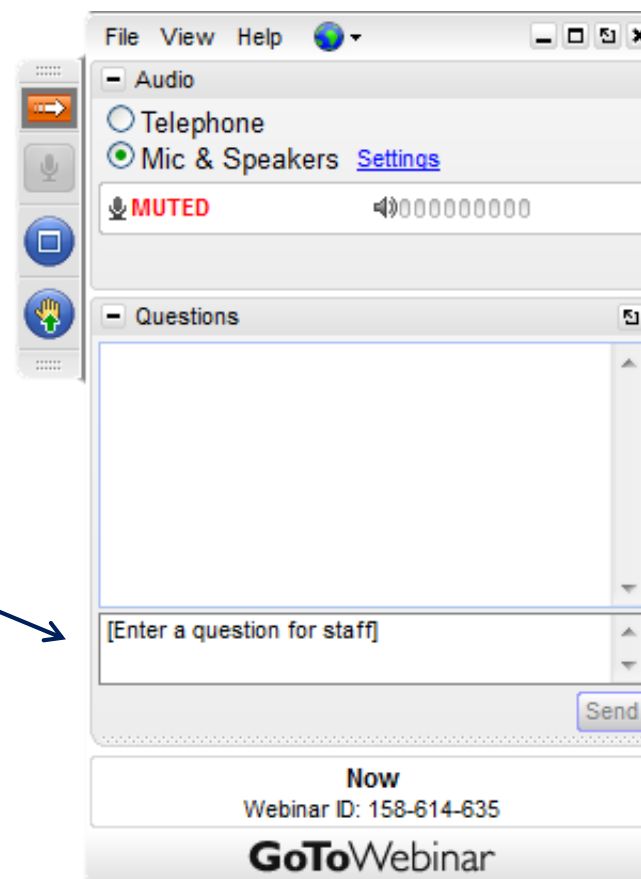 File View Help
Audio
Telephone
Mic & Speakers Settings
MUTED 000000000
Questions
[Enter a question for staff]
Send
Now
Webinar ID: 158-614-635
GoToWebinar